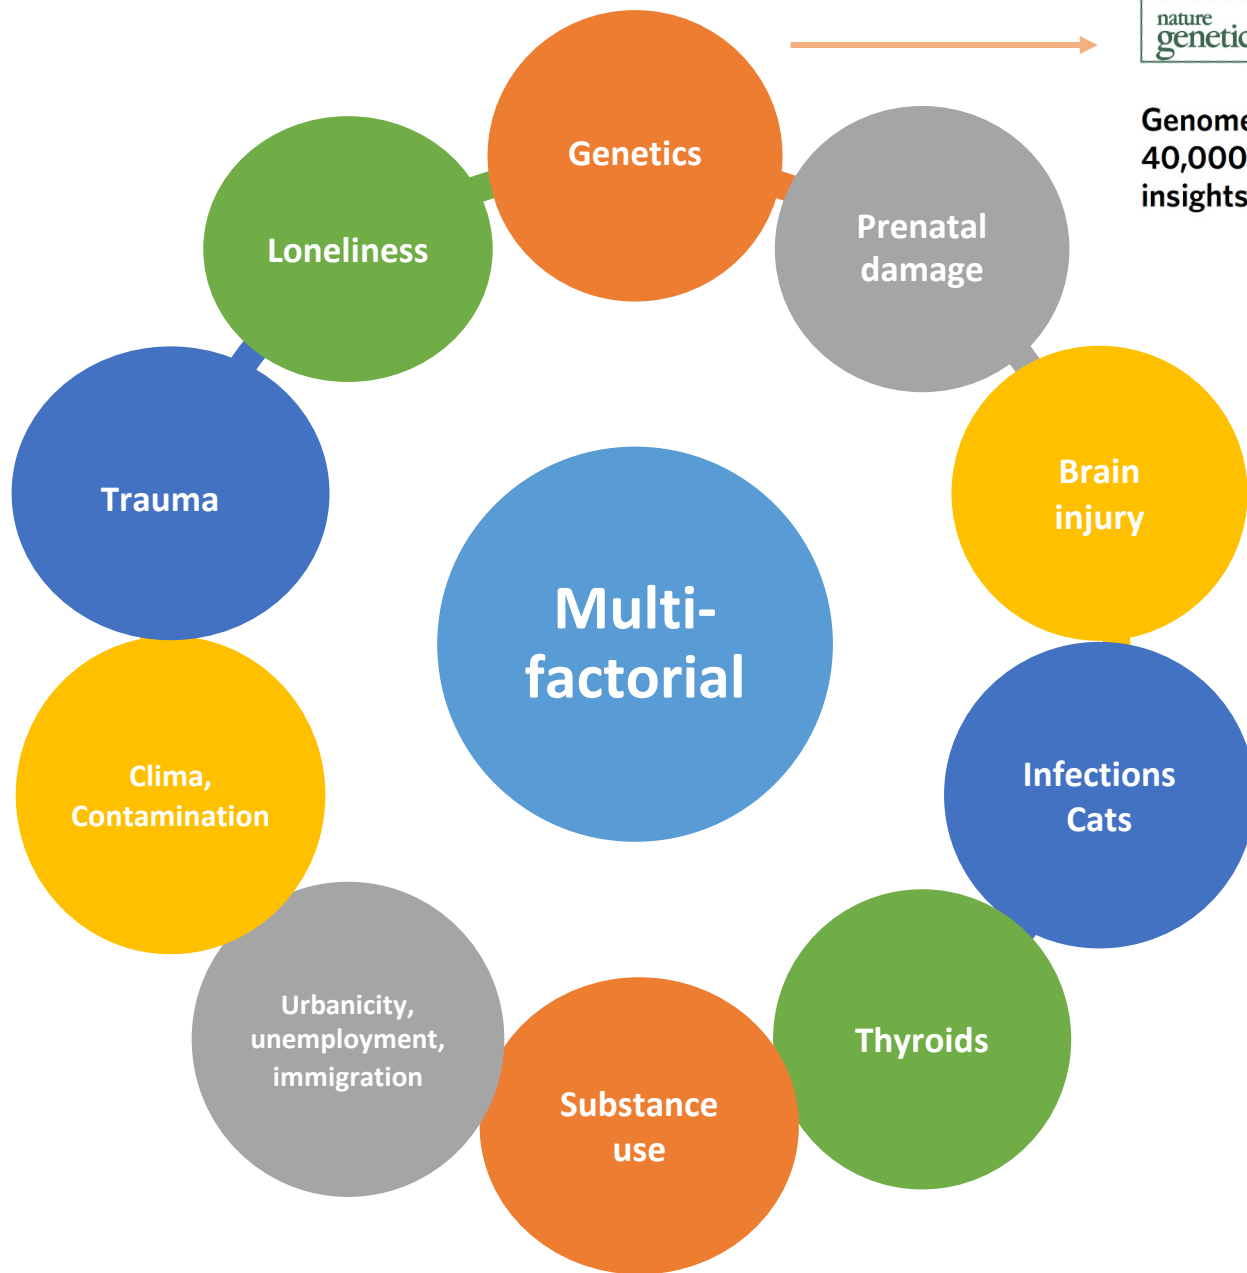 nature
genetic
Genome
40,000
insights
Genetics
Prenatal
damage
Brain
injury
Infections
Cats
Thyroids
Substance
use
Urbanicity,
unemployment,
immigration
Clima,
Contamination
Trauma
Loneliness
Multi-
factorial